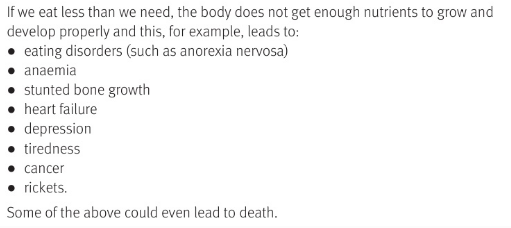 If we eat less than we need, the body does not get enough nutrients to grow and
develop properly and this, for example, leads to:
• eating disorders (such as anorexia nervosa)
• anaemia
• stunted bone growth
• heart failure
• depression
• tiredness
• cancer
• rickets.
Some of the above could even lead to death.